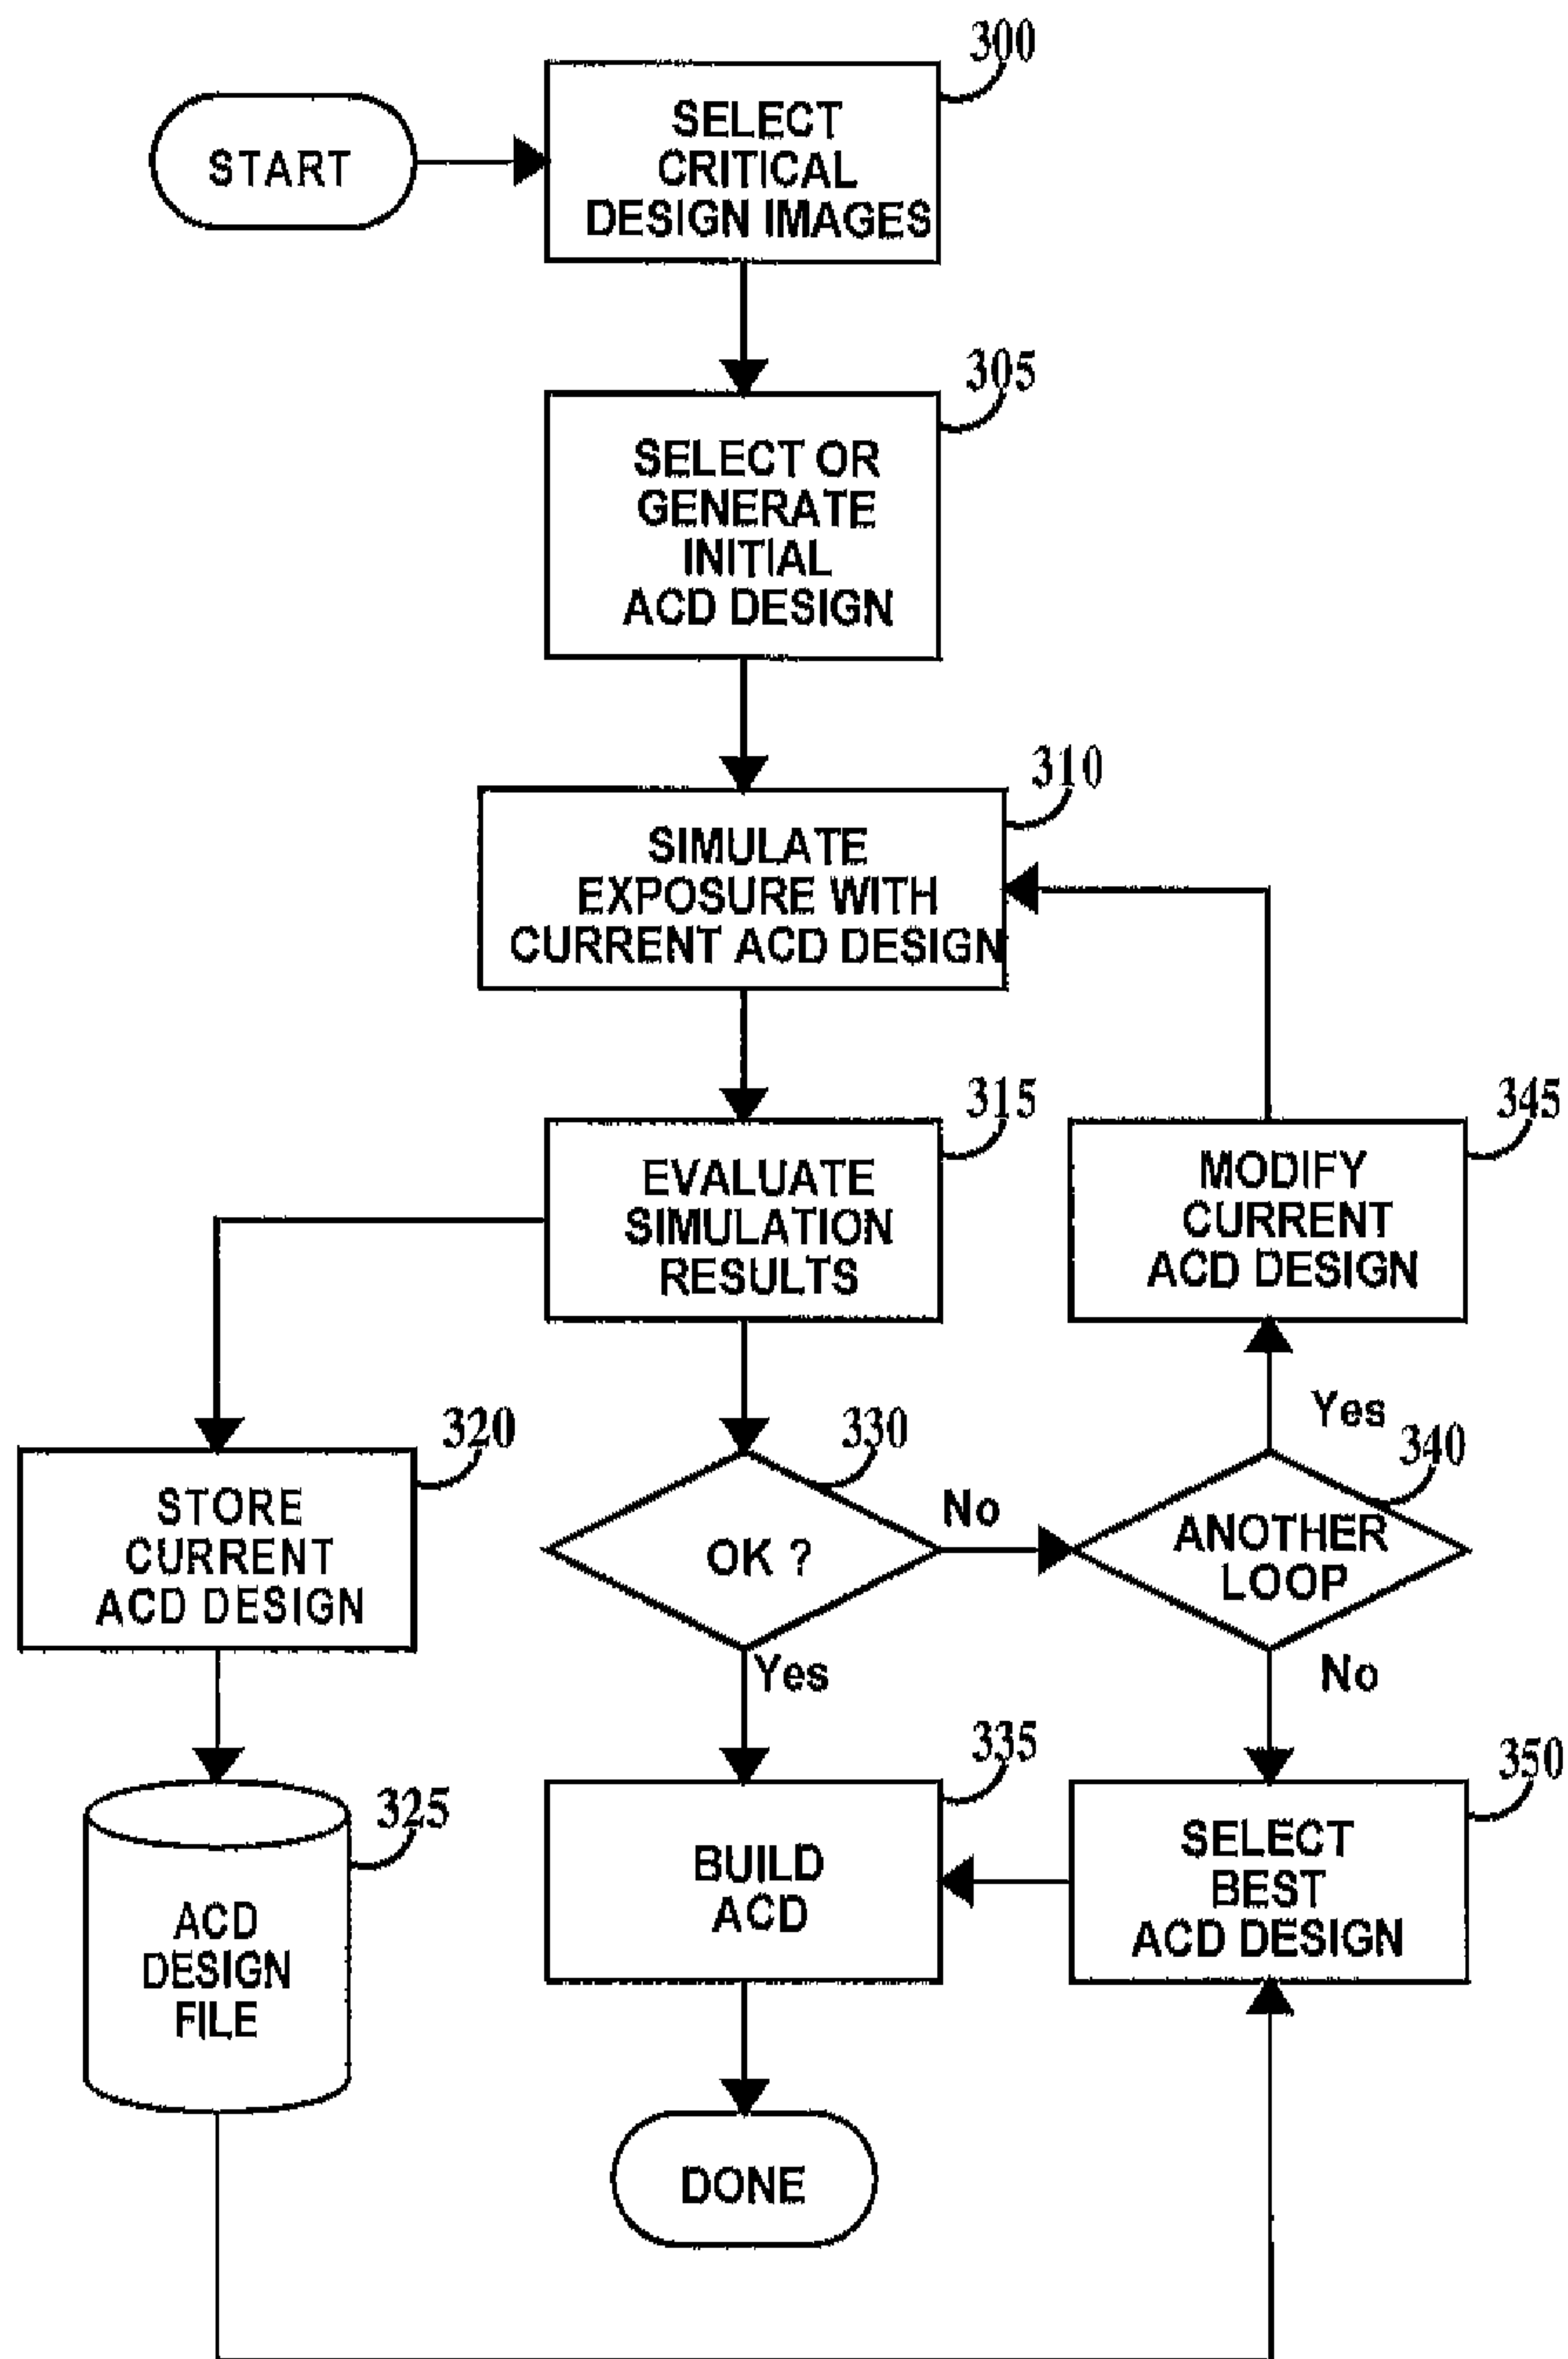 300
START
SELECT
CRITICAL
DESIGN IMAGES
305
SELECT OR
GENERATE
INITIAL
ACD DESIGN
310
SIMULATE
EXPOSURE WITH
CURRENT ACD DESIGN
315
EVALUATE
SIMULATION
RESULTS
345
MODIFY
CURRENT
ACD DESIGN
320
STORE
CURRENT
ACD DESIGN
330
OK ?
No
Yes
Yes
340
ANOTHER
LOOP
No
325
ACD
DESIGN
FILE
335
BUILD
ACD
350
SELECT
BEST
ACD DESIGN
DONE